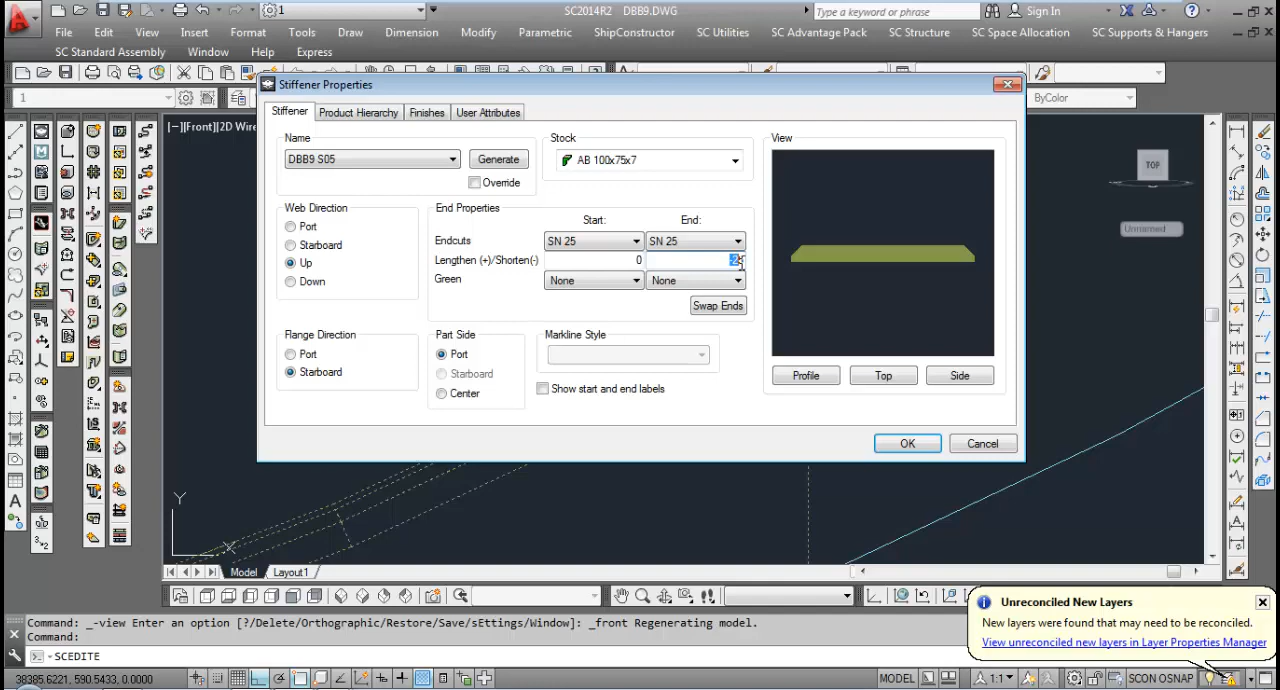 1
SC2014R2
DBB9.DWG
Type a keyword or phrase
Sign In
File
Edit
View
Insert
Format
Tools
Draw
Dimension
Modify
Parametric
ShipConstructor
SC Utilities
SC Advantage Pack
SC Structure
SC Space Allocation
SC Supports & Hangers
SC Standard Assembly
Window
Help
Express
1
ByColor
[−][Front][2D Wire
TOP
Unnamed
Stiffener Properties
Stiffener
Product Hierarchy
Finishes
User Attributes
Name
DBB9 S05
Generate
Override
Stock
AB 100x75x7
View
Web Direction
Port
Starboard
Up
Down
End Properties
Start:
End:
Endcuts
SN 25
SN 25
Lengthen (+)/Shorten(-)
0
Green
None
None
Swap Ends
Flange Direction
Port
Starboard
Part Side
Port
Starboard
Center
Markline Style
Show start and end labels
Profile
Top
Side
OK
Cancel
Y
X
Model
Layout1
Unreconciled New Layers
New layers were found that may need to be reconciled.
View unreconciled new layers in Layer Properties Manager
Command: _-view Enter an option [?/Delete/Orthographic/Restore/Save/sEttings/Window]: _front Regenerating model.
Command:
SCEDITE
38385.6221, 590.5433, 0.0000
MODEL
1:1
SCON OSNAP